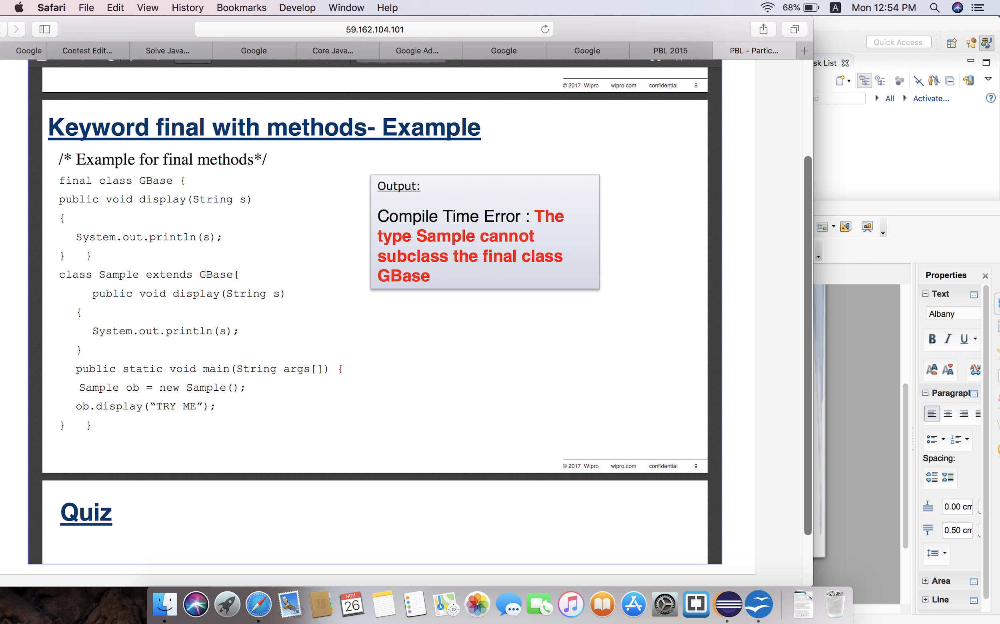 Safari File Edit View History Bookmarks Develop Window Help 68% A Mon 12:54 PM
59.162.104.101
Quick Access
Google Contest Edit... Solve Java... Google Core Java... Google Ad... Google Google PBL 2015 PBL - Partic...
sk List
© 2017 Wipro wipro.com confidential 8
All Activate...
Keyword final with methods- Example
/* Example for final methods*/
final class GBase {
public void display(String s)
{
System.out.println(s);
} }
class Sample extends GBase{
public void display(String s)
{
System.out.println(s);
}
public static void main(String args[]) {
Sample ob = new Sample();
ob.display(“TRY ME”);
} }
Output:
Compile Time Error : The
type Sample cannot
subclass the final class
GBase
© 2017 Wipro wipro.com confidential 9
Quiz
Properties
Text
Albany
B I U
Paragraph
Spacing:
0.00 cm
0.50 cm
Area
Line
NOV
26
3D
TXT